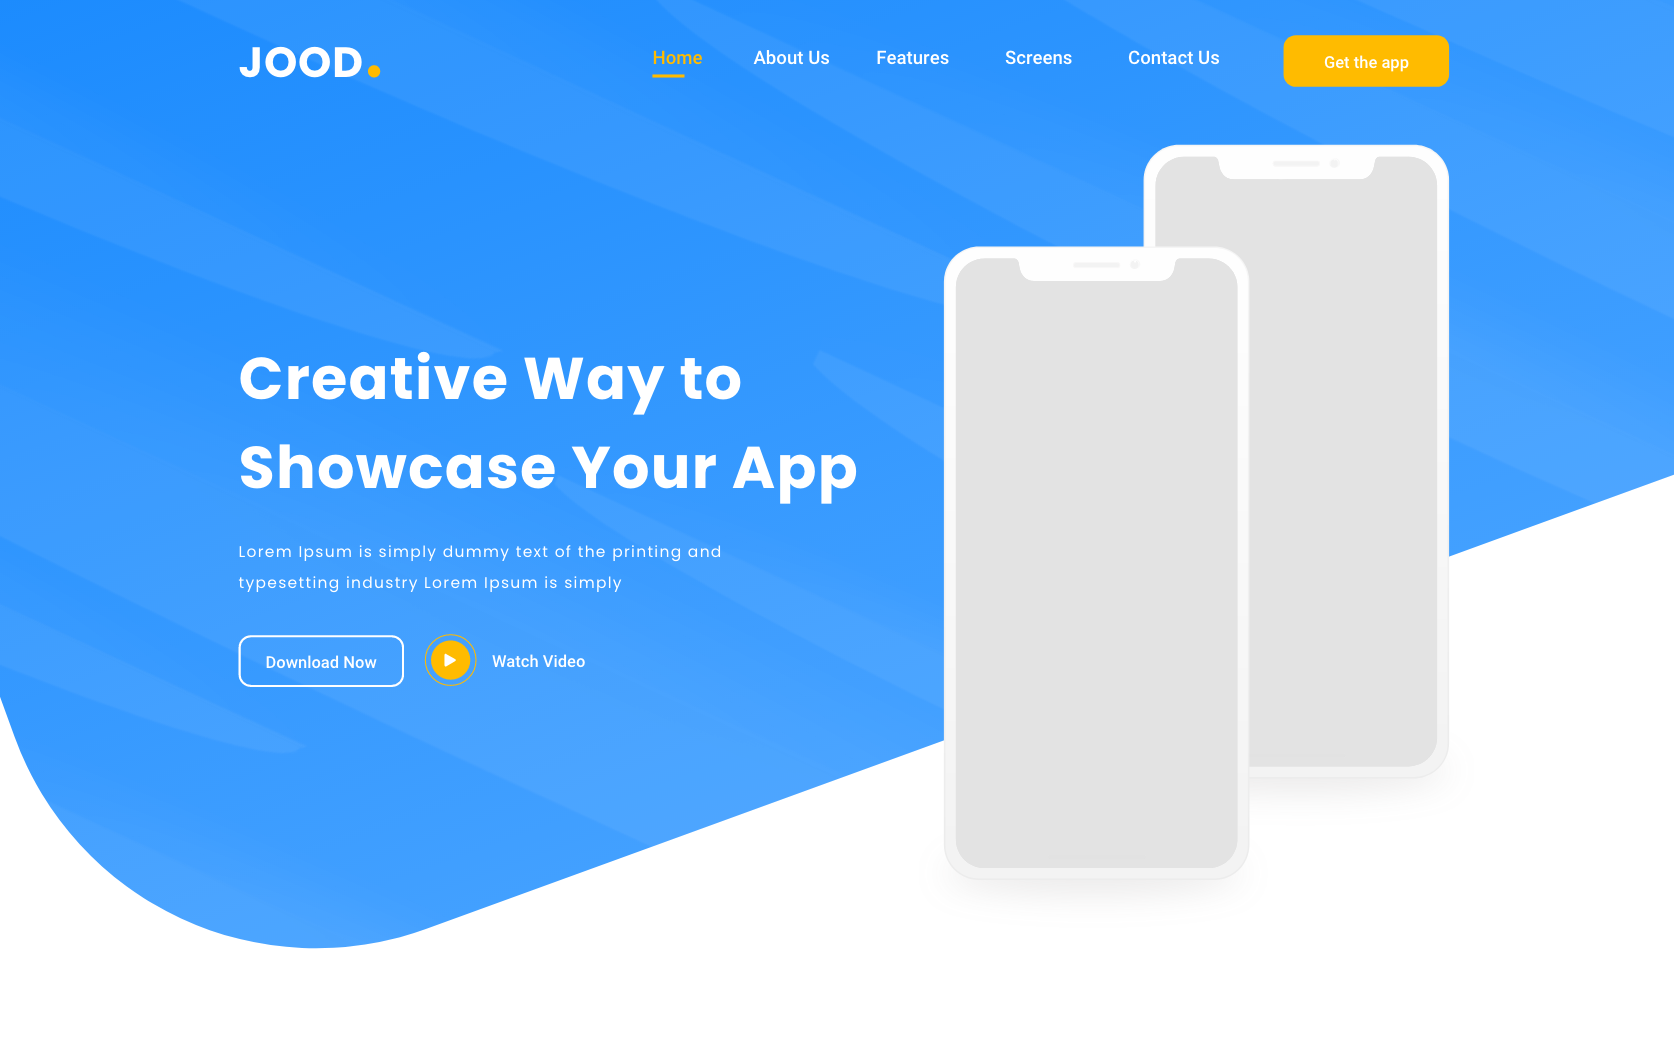 JOOD.
Home About Us Features Screens Contact Us Get the app
Creative Way to
Showcase Your App
Lorem Ipsum is simply dummy text of the printing and
typesetting industry Lorem Ipsum is simply
Download Now Watch Video